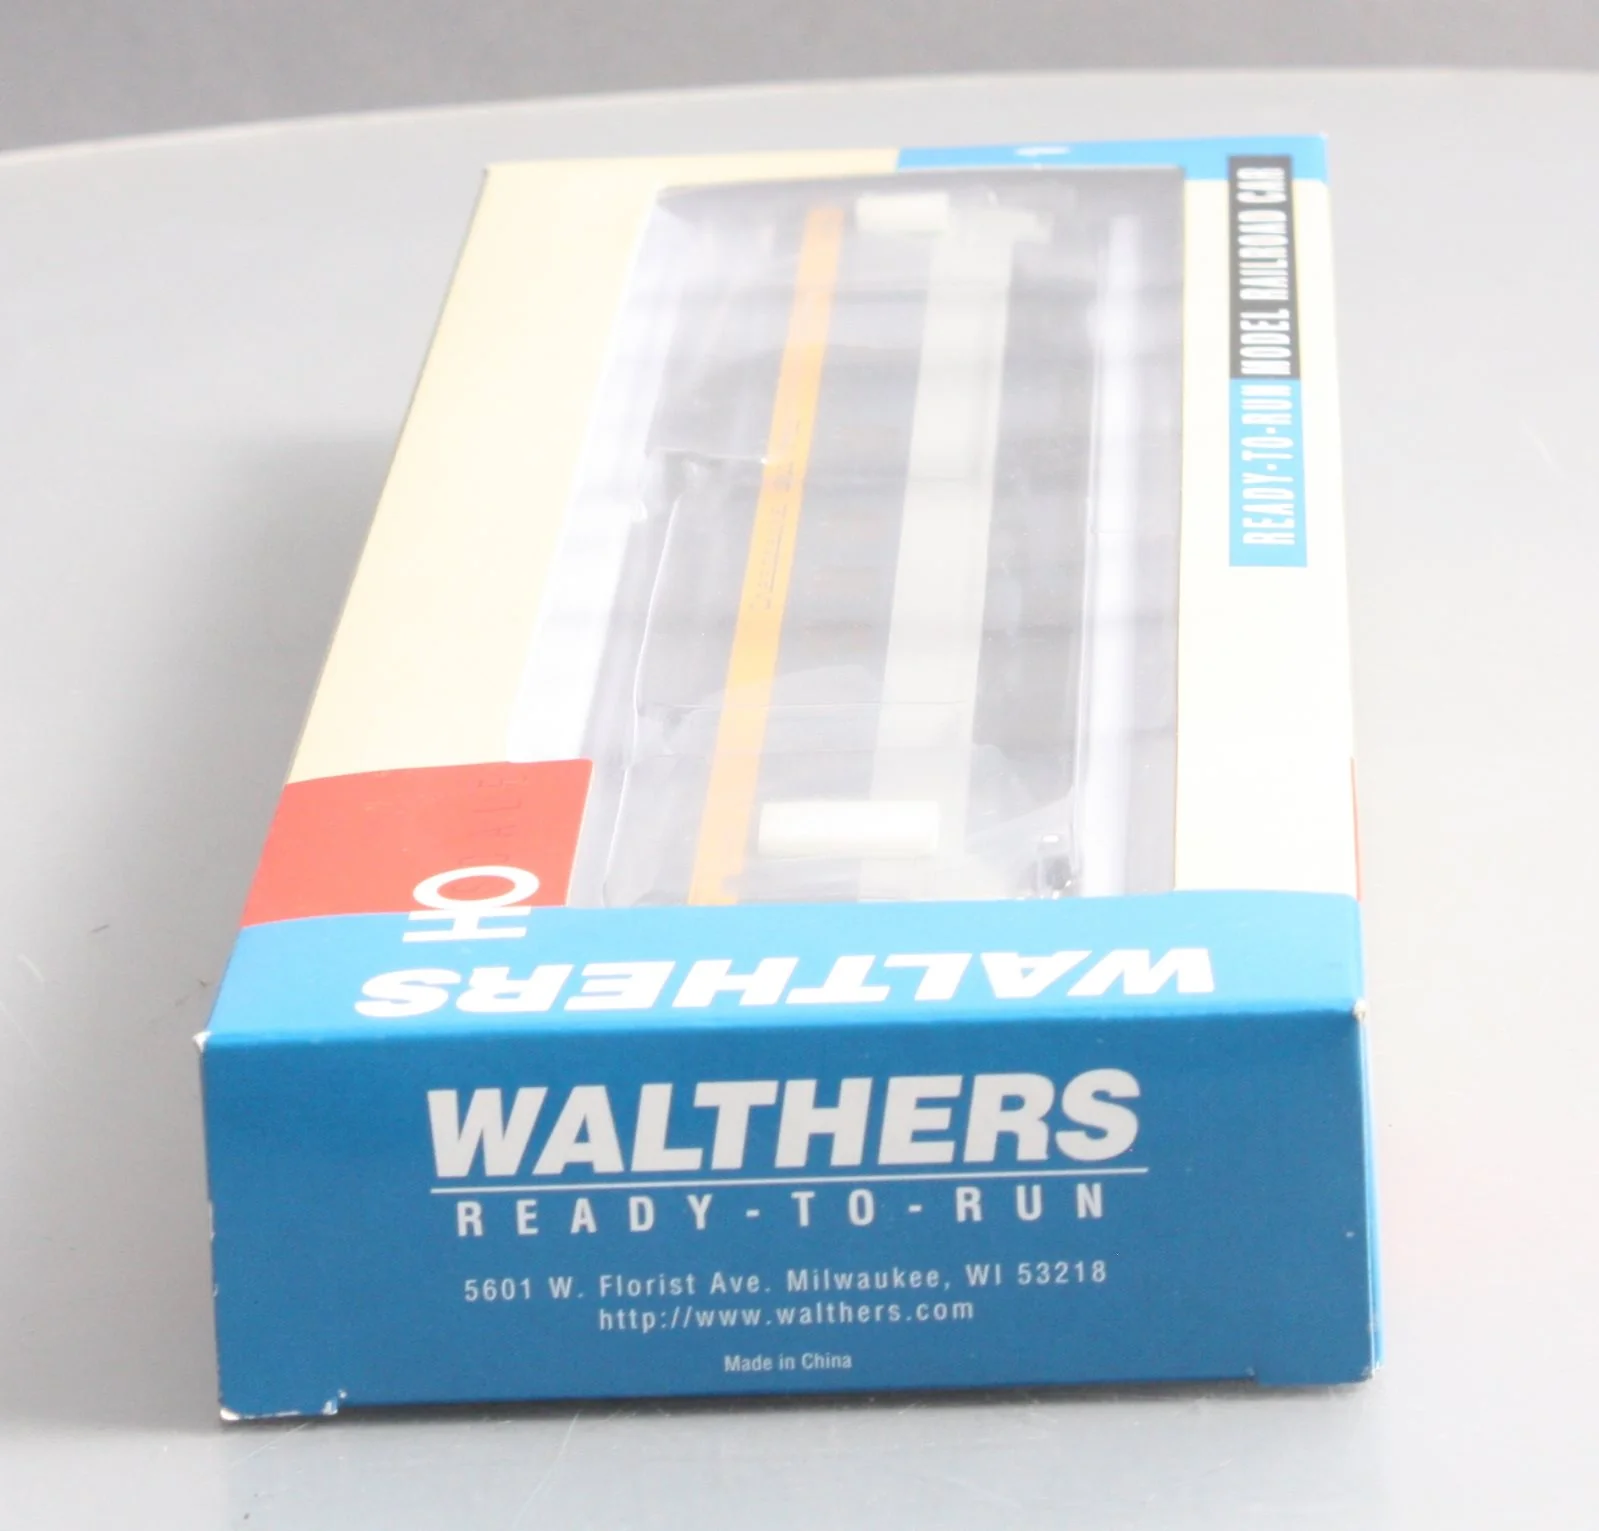 READY-TO-RUN MODEL RAILROAD CAR
HO
SCALE
WALTHERS
WALTHERS
READY-TO-RUN
5601 W. Florist Ave. Milwaukee, WI 53218
http://www.walthers.com
Made in China